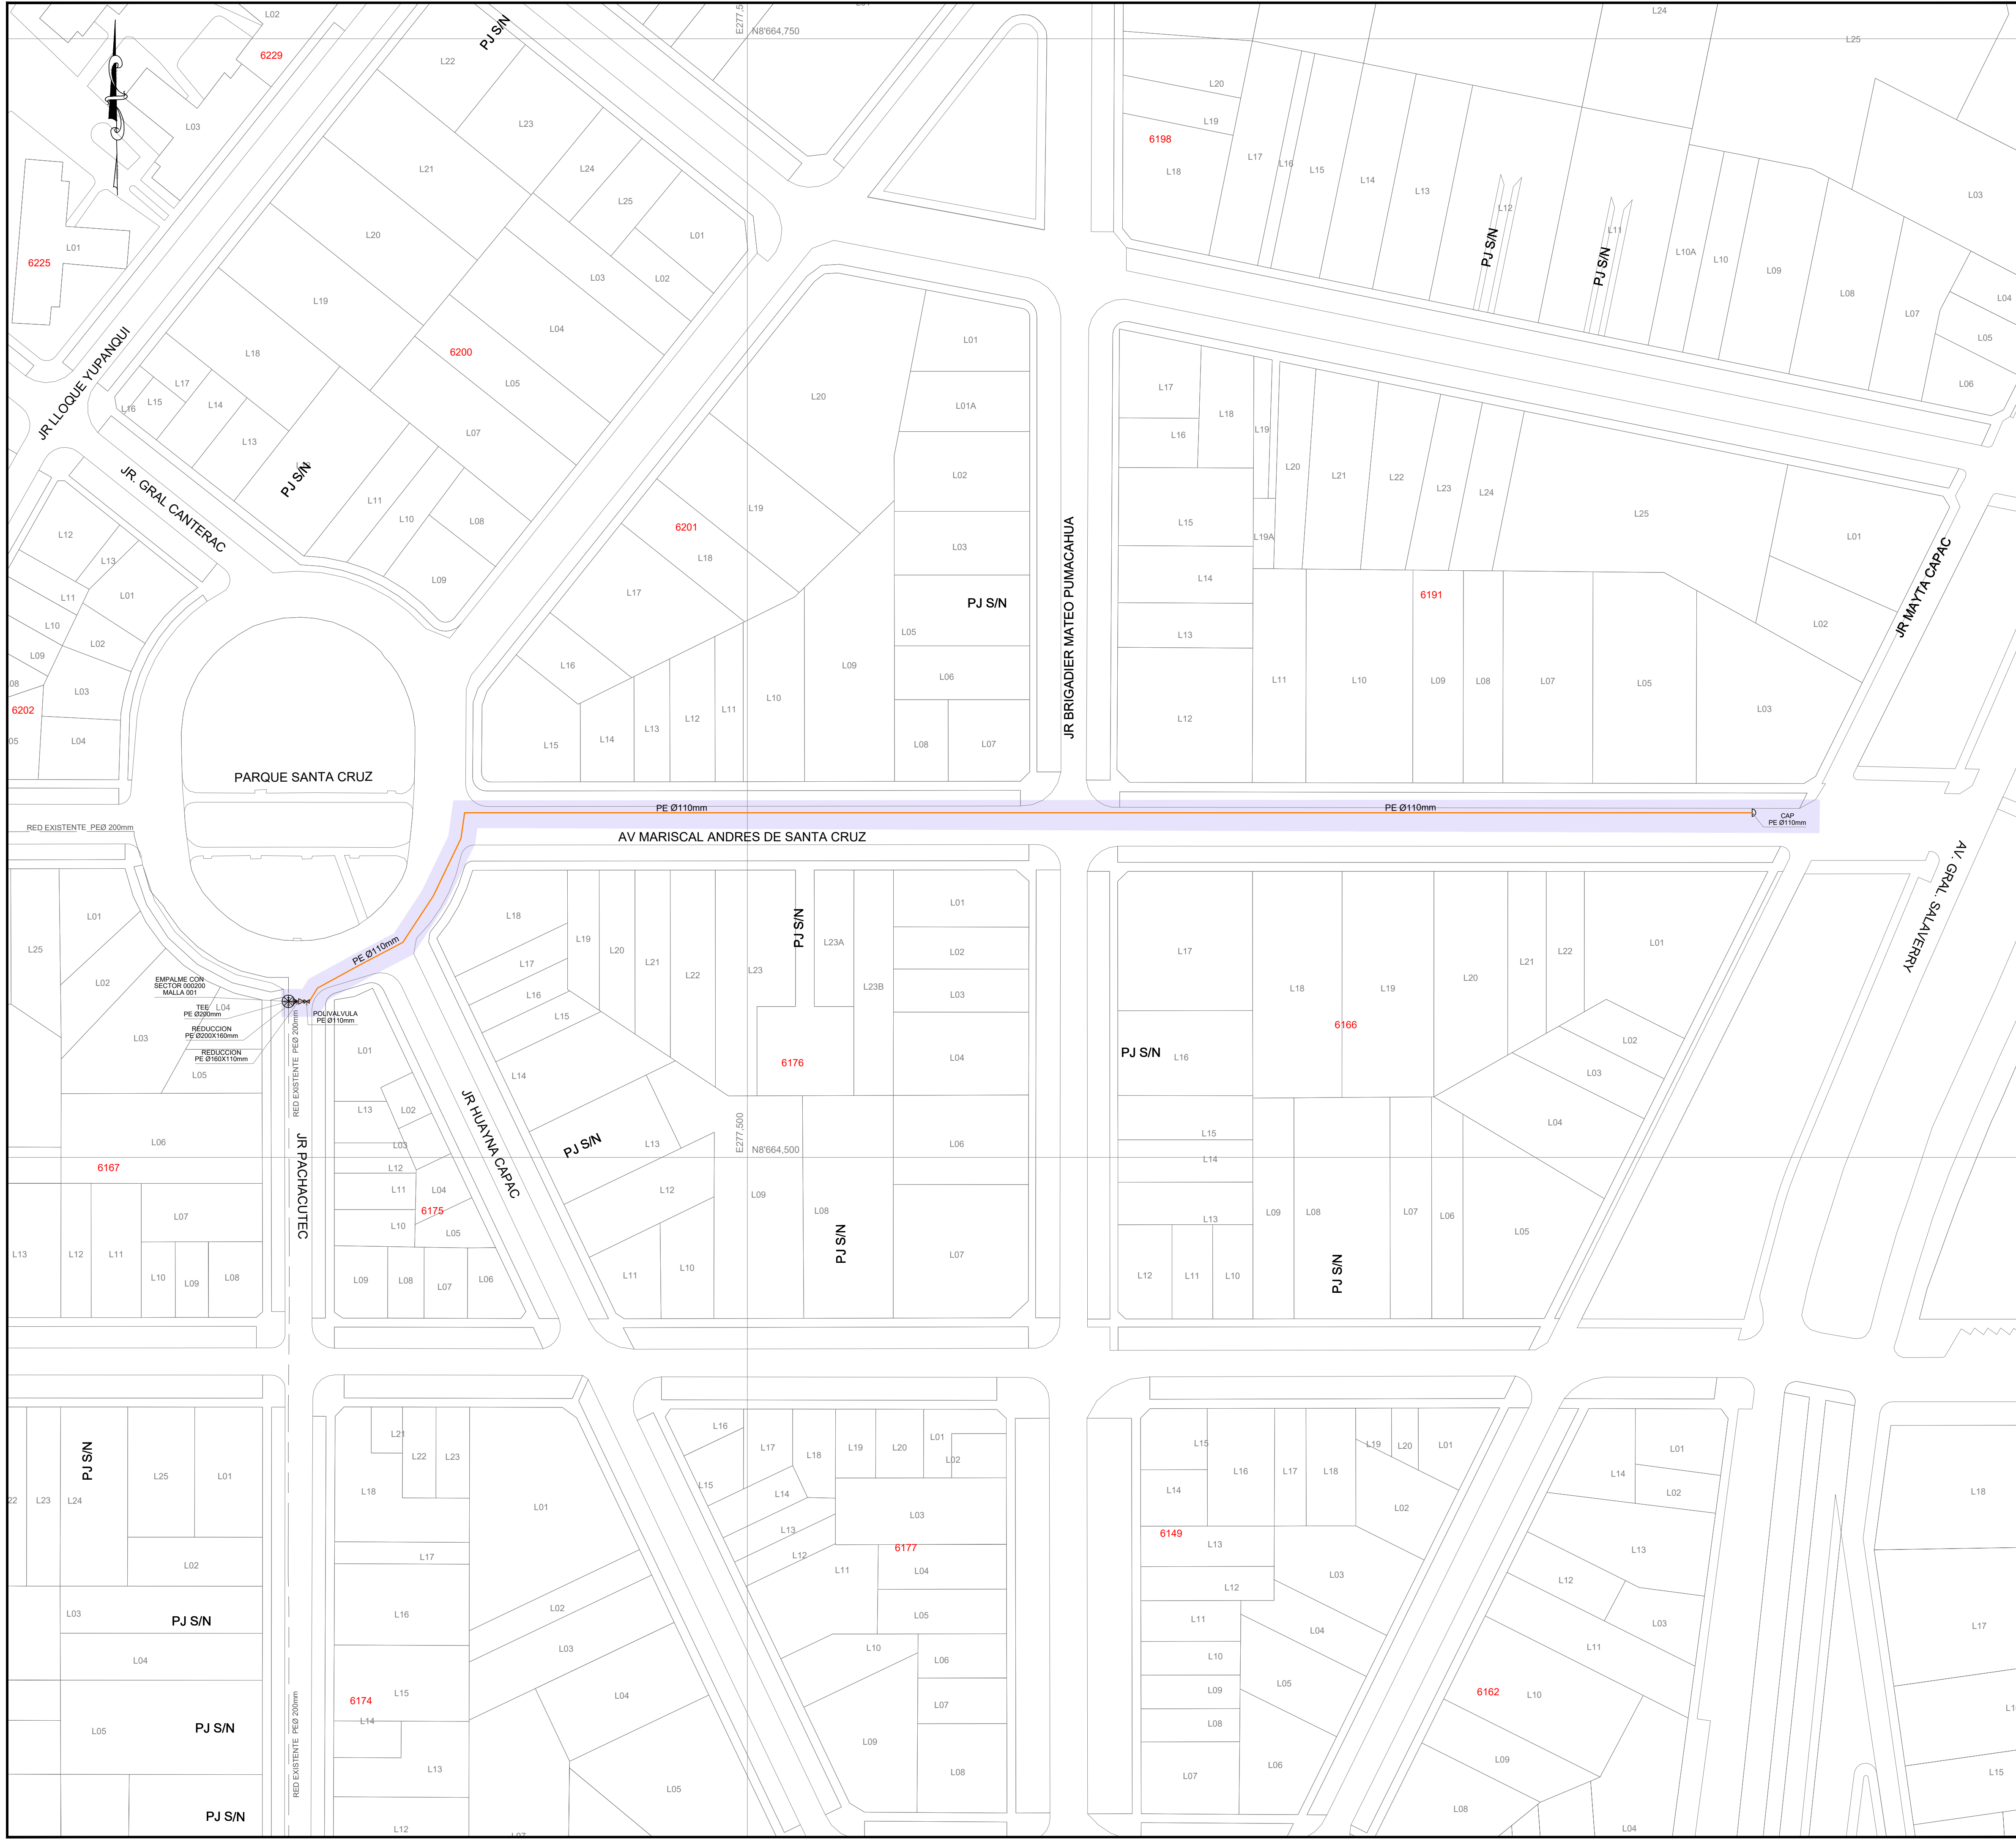 L02
6229
L22
PJ S/N
E277,5
N8'664,750
L24
L25
L03
L23
L20
L19
6198
L18
L17
L16
L15
L14
L13
L12
PJ S/N
L11
PJ S/N
L10A
L10
L09
L08
L07
L03
L04
L05
L06
L01
6225
L21
L24
L25
L01
L20
L03
L02
L19
L04
L18
6200
L05
L17
L16
L15
L14
L13
L07
PJ S/N
L11
L10
L08
L09
JR LLOQUE YUPANQUI
JR. GRAL CANTERAC
L01
L20
L01A
L02
L19
6201
L18
L03
L17
PJ S/N
L05
L16
L09
L06
L10
L11
L12
L13
L14
L15
L08
L07
JR BRIGADIER MATEO PUMACAHUA
L17
L18
L16
L19
L20
L21
L22
L23
L24
L25
L15
L19A
L01
L14
6191
L02
L13
L12
L11
L10
L09
L08
L07
L05
L03
JR MAYTA CAPAC
L12
L13
L11
L01
L10
L02
L09
08
L03
6202
05
L04
PARQUE SANTA CRUZ
PE Ø110mm
PE Ø110mm
CAP
PE Ø110mm
RED EXISTENTE PEØ 200mm
AV MARISCAL ANDRES DE SANTA CRUZ
AV. GRAL. SALAVERRY
L01
L25
L02
PE Ø110mm
EMPALME CON
SECTOR 000200
MALLA 001
TEE
PE Ø200mm
L04
REDUCCION
PE Ø200X160mm
REDUCCION
PE Ø160X110mm
POLIVALVULA
PE Ø110mm
L03
L05
RED EXISTENTE PEØ 200mm
L06
6167
JR PACHACUTEC
L07
L13
L12
L11
L10
L09
L08
L01
L13
L02
L03
L12
L11
L04
6175
L10
L05
L09
L08
L07
L06
JR HUAYNA CAPAC
L18
L19
L20
L21
L22
L23
PJ S/N
L23A
L23B
L01
L02
L03
L17
L16
L15
L14
6176
L04
E277,500
N8'664,500
PJ S/N
L13
L06
L12
L09
L08
PJ S/N
L07
L11
L10
L17
L18
L19
L20
L21
L22
L01
6166
L02
PJ S/N
L16
L03
L15
L04
L14
L13
L09
L08
L07
L06
L05
PJ S/N
L12
L11
L10
22
L23
L24
PJ S/N
L25
L01
L02
L03
PJ S/N
L04
L05
PJ S/N
PJ S/N
RED EXISTENTE PEØ 200mm
L21
L22
L23
L18
L01
L17
L16
L02
L03
6174
L15
L14
L04
L13
L05
L12
L07
L16
L17
L18
L19
L20
L01
L02
L15
L14
L13
L03
L12
6177
L11
L04
L05
L10
L06
L07
L09
L08
L15
L16
L17
L18
L19
L20
L01
L14
L02
6149
L13
L03
L12
L11
L04
L10
L05
L09
L08
L07
L06
L14
L01
L02
L13
L12
L03
L11
6162
L10
L09
L08
L04
L18
L17
L1
L15